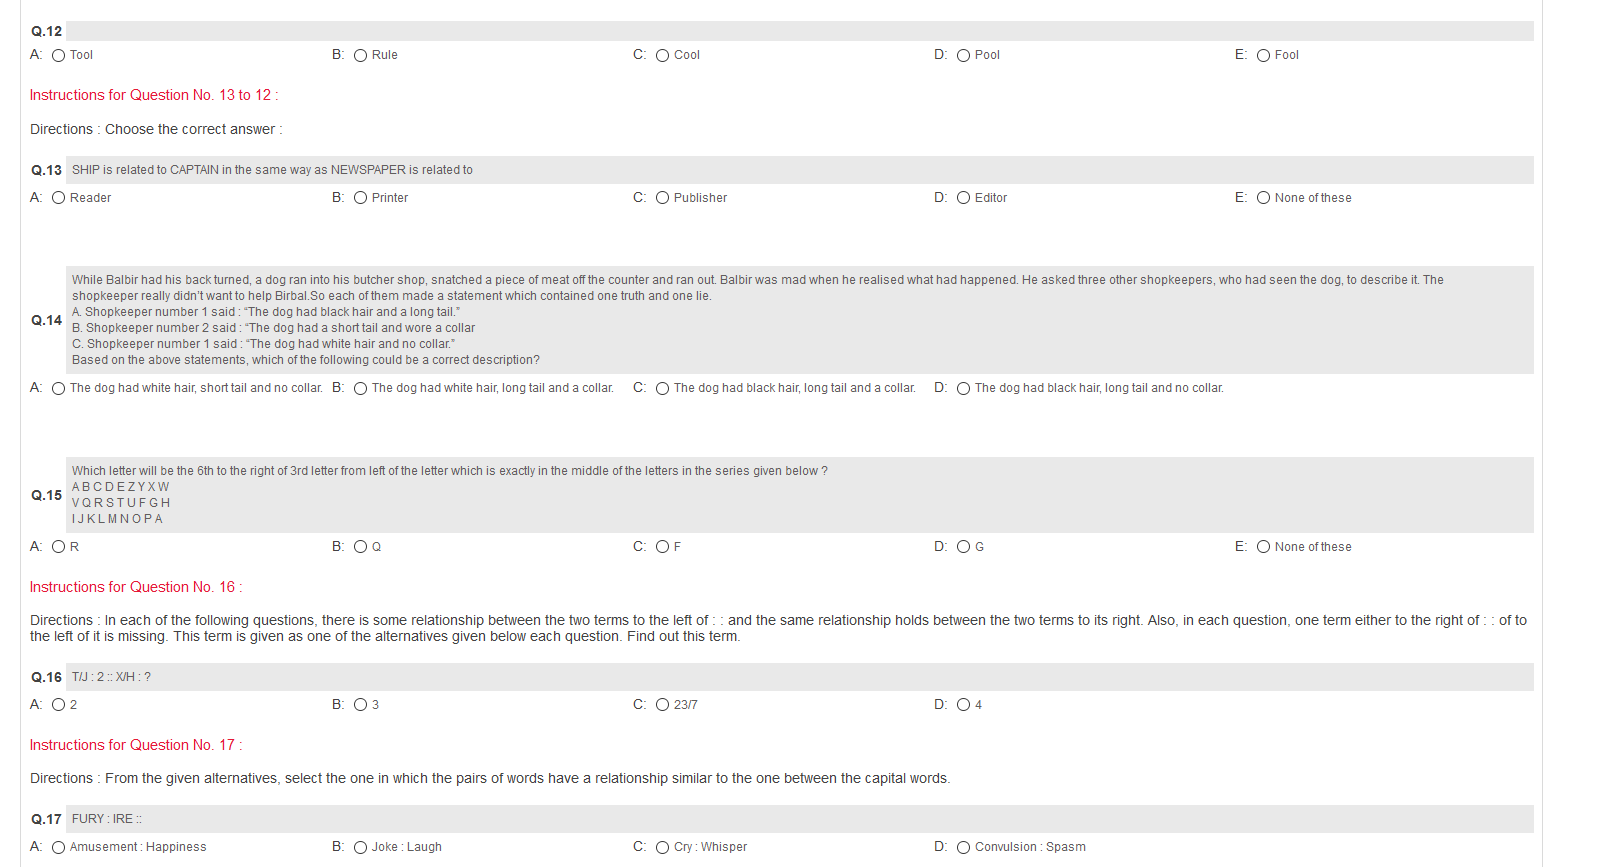 Q.12
A: Tool B: Rule C: Cool D: Pool E: Fool
Instructions for Question No. 13 to 12 :
Directions : Choose the correct answer :
Q.13 SHIP is related to CAPTAIN in the same way as NEWSPAPER is related to
A: Reader B: Printer C: Publisher D: Editor E: None of these
While Balbir had his back turned, a dog ran into his butcher shop, snatched a piece of meat off the counter and ran out. Balbir was mad when he realised what had happened. He asked three other shopkeepers, who had seen the dog, to describe it. The
shopkeeper really didn't want to help Birbal.So each of them made a statement which contained one truth and one lie.
A. Shopkeeper number 1 said : "The dog had black hair and a long tail."
Q.14
B. Shopkeeper number 2 said : "The dog had a short tail and wore a collar
C. Shopkeeper number 1 said : "The dog had white hair and no collar."
Based on the above statements, which of the following could be a correct description?
A: The dog had white hair, short tail and no collar. B: The dog had white hair, long tail and a collar. C: The dog had black hair, long tail and a collar. D: The dog had black hair, long tail and no collar.
Which letter will be the 6th to the right of 3rd letter from left of the letter which is exactly in the middle of the letters in the series given below ?
A B C D E Z Y X W
Q.15
V Q R S T U F G H
I J K L M N O P A
A: R B: Q C: F D: G E: None of these
Instructions for Question No. 16 :
Directions : In each of the following questions, there is some relationship between the two terms to the left of : : and the same relationship holds between the two terms to its right. Also, in each question, one term either to the right of : : of to
the left of it is missing. This term is given as one of the alternatives given below each question. Find out this term.
Q.16 T/J : 2 :: X/H : ?
A: 2 B: 3 C: 23/7 D: 4
Instructions for Question No. 17 :
Directions : From the given alternatives, select the one in which the pairs of words have a relationship similar to the one between the capital words.
Q.17 FURY : IRE ::
A: Amusement : Happiness B: Joke : Laugh C: Cry : Whisper D: Convulsion : Spasm